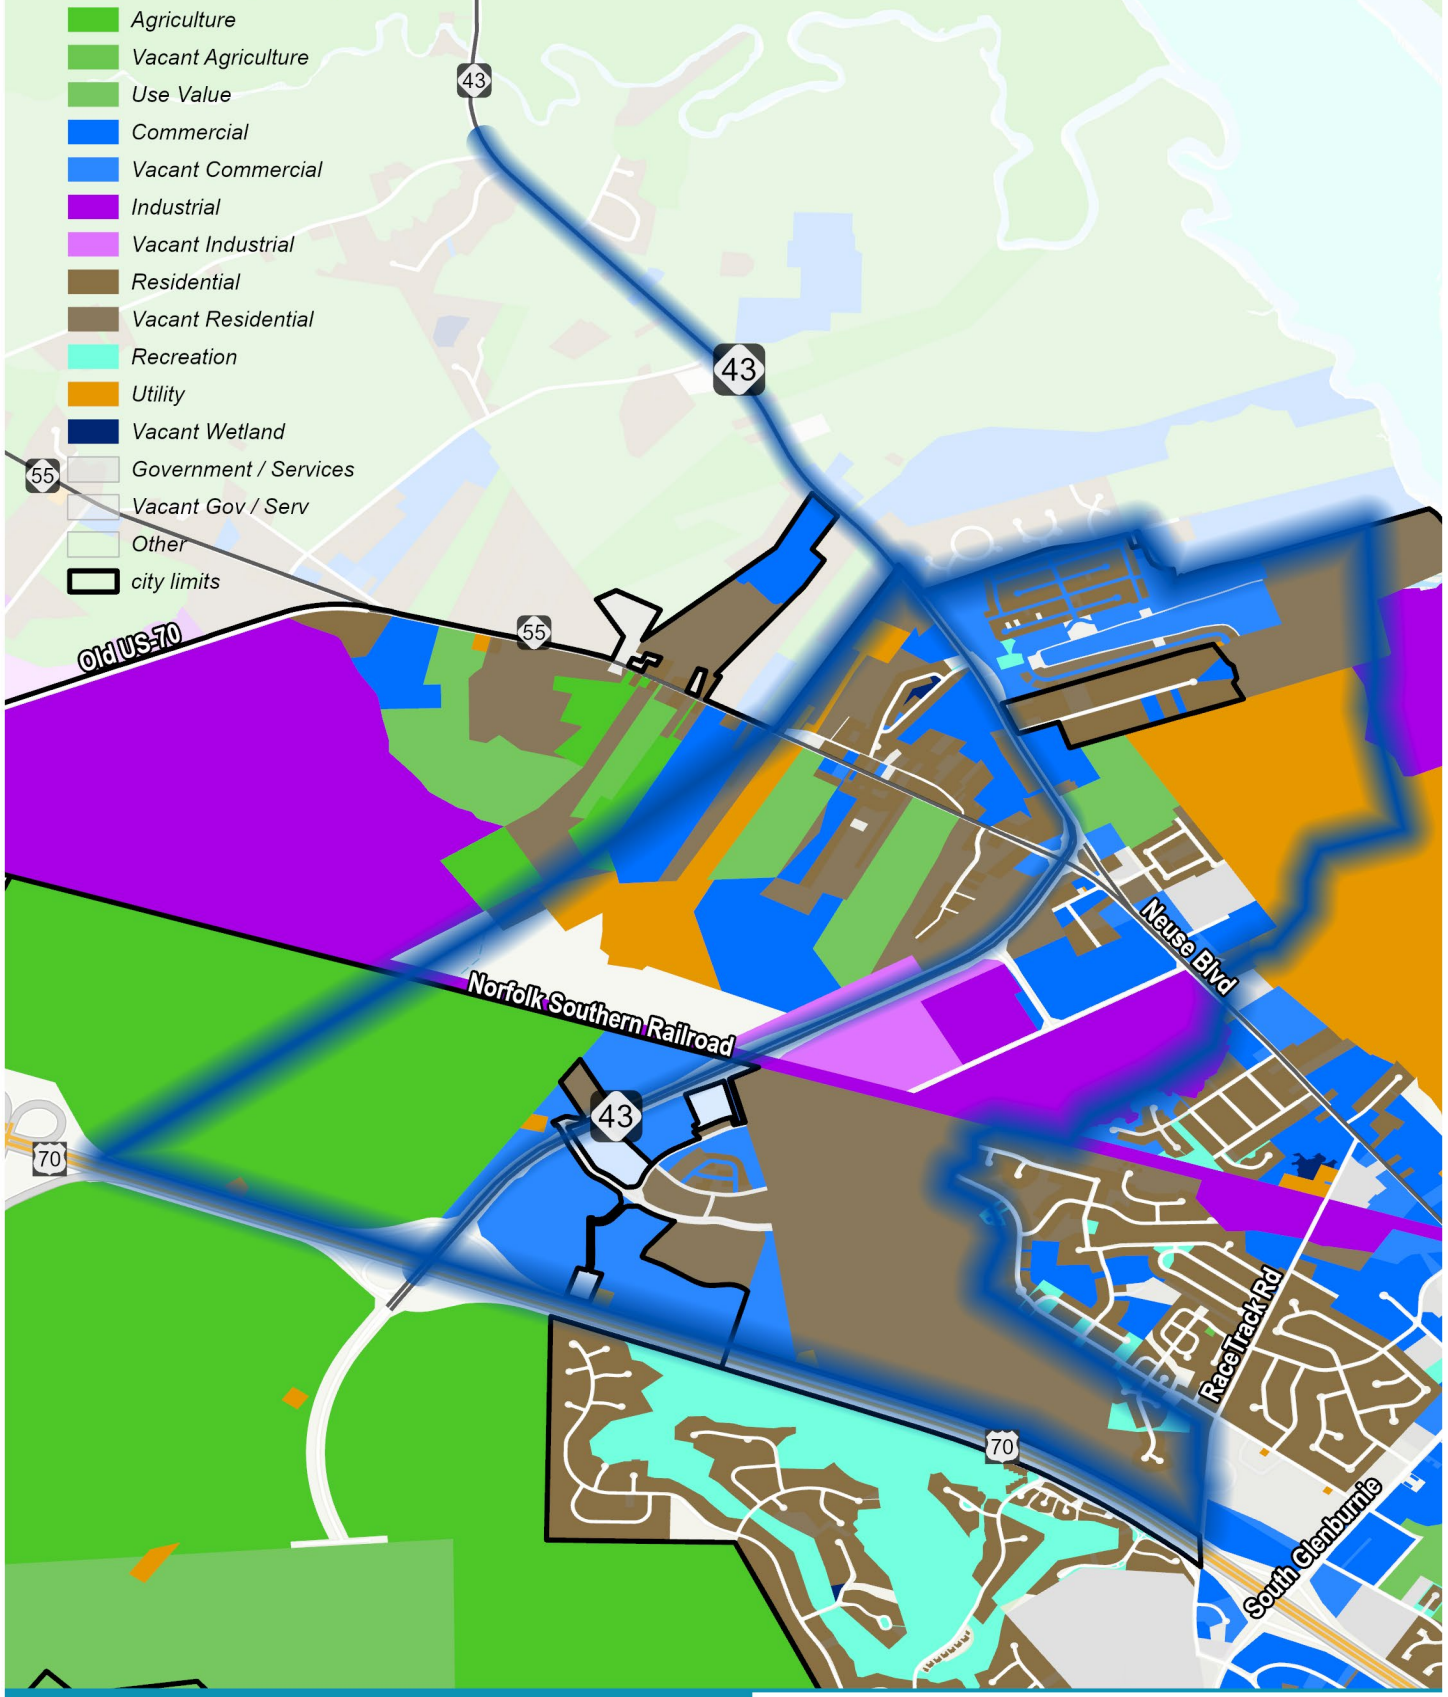 Agriculture
Vacant Agriculture
Use Value
Commercial
Vacant Commercial
Industrial
Vacant Industrial
Residential
Vacant Residential
Recreation
Utility
Vacant Wetland
Government / Services
Vacant Gov / Serv
Other
city limits
43
43
55
55
Old US-70
Neuse Blvd
Norfolk Southern Railroad
43
70
RaceTrack Rd
70
South Glenburnie